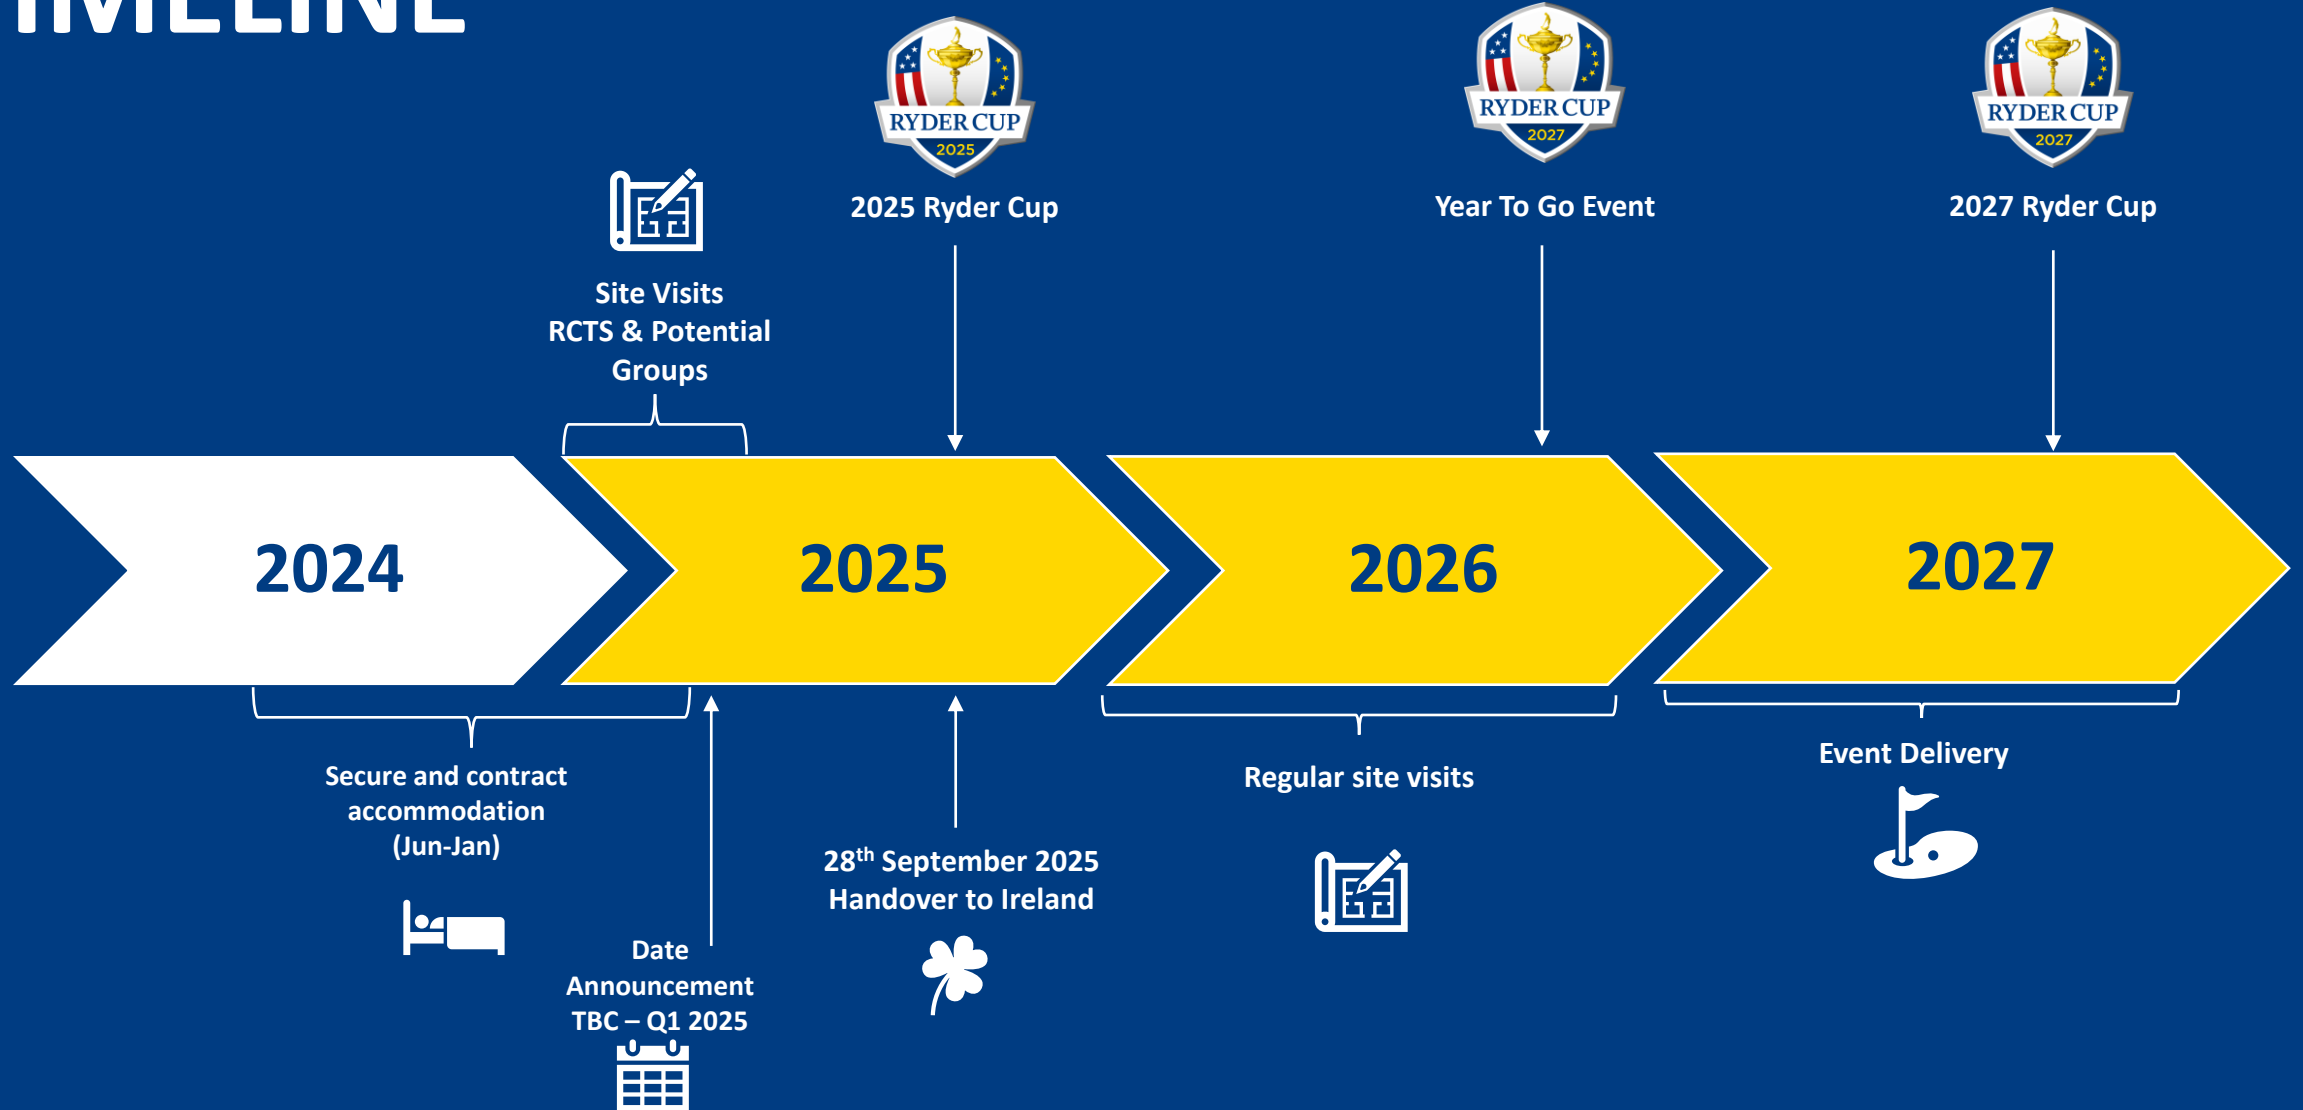 TIMELINE
RYDER CUP
2025
RYDER CUP
2027
RYDER CUP
2027
2025 Ryder Cup
Year To Go Event
2027 Ryder Cup
Site Visits
RCTS & Potential
Groups
2024
2025
2026
2027
Secure and contract
accommodation
(Jun-Jan)
Date
Announcement
TBC – Q1 2025
28th September 2025
Handover to Ireland
Regular site visits
Event Delivery